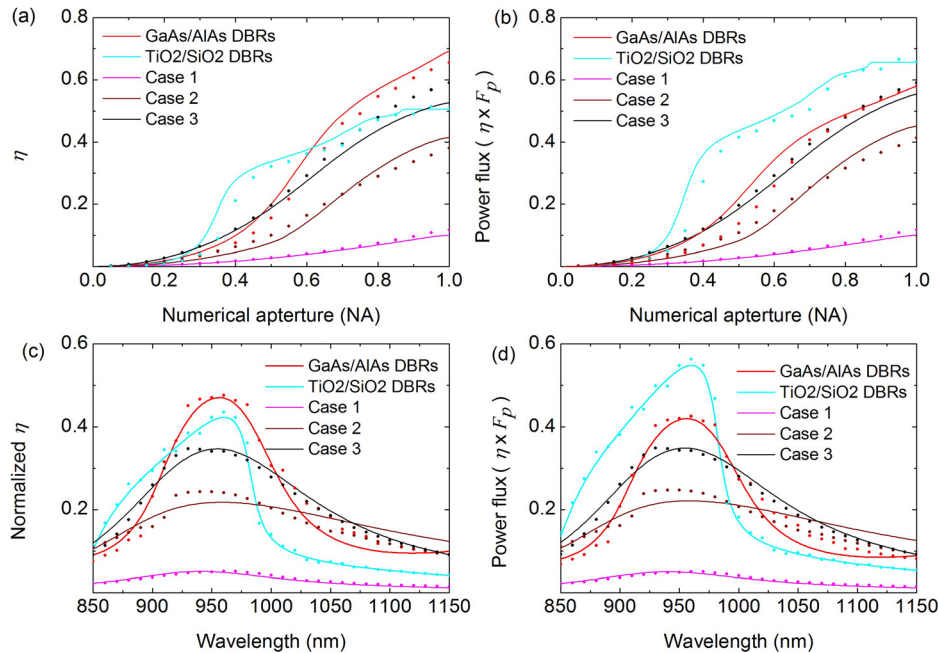 (a)
GaAs/AlAs DBRs
TiO2/SiO2 DBRs
Case 1
Case 2
Case 3
0.6
0.4
0.2
η
0.0 0.2 0.4 0.6 0.8 1.0
Numerical apterture (NA)
(b)
GaAs/AlAs DBRs
TiO2/SiO2 DBRs
Case 1
Case 2
Case 3
0.6
0.4
0.2
Power flux ( η x Fp)
0.0 0.2 0.4 0.6 0.8 1.0
Numerical apterture (NA)
(c)
GaAs/AlAs DBRs
TiO2/SiO2 DBRs
Case 1
Case 2
Case 3
0.6
0.4
0.2
Normalized η
850 900 950 1000 1050 1100 1150
Wavelength (nm)
(d)
GaAs/AlAs DBRs
TiO2/SiO2 DBRs
Case 1
Case 2
Case 3
0.6
0.4
0.2
Power flux ( η x Fp)
850 900 950 1000 1050 1100 1150
Wavelength (nm)